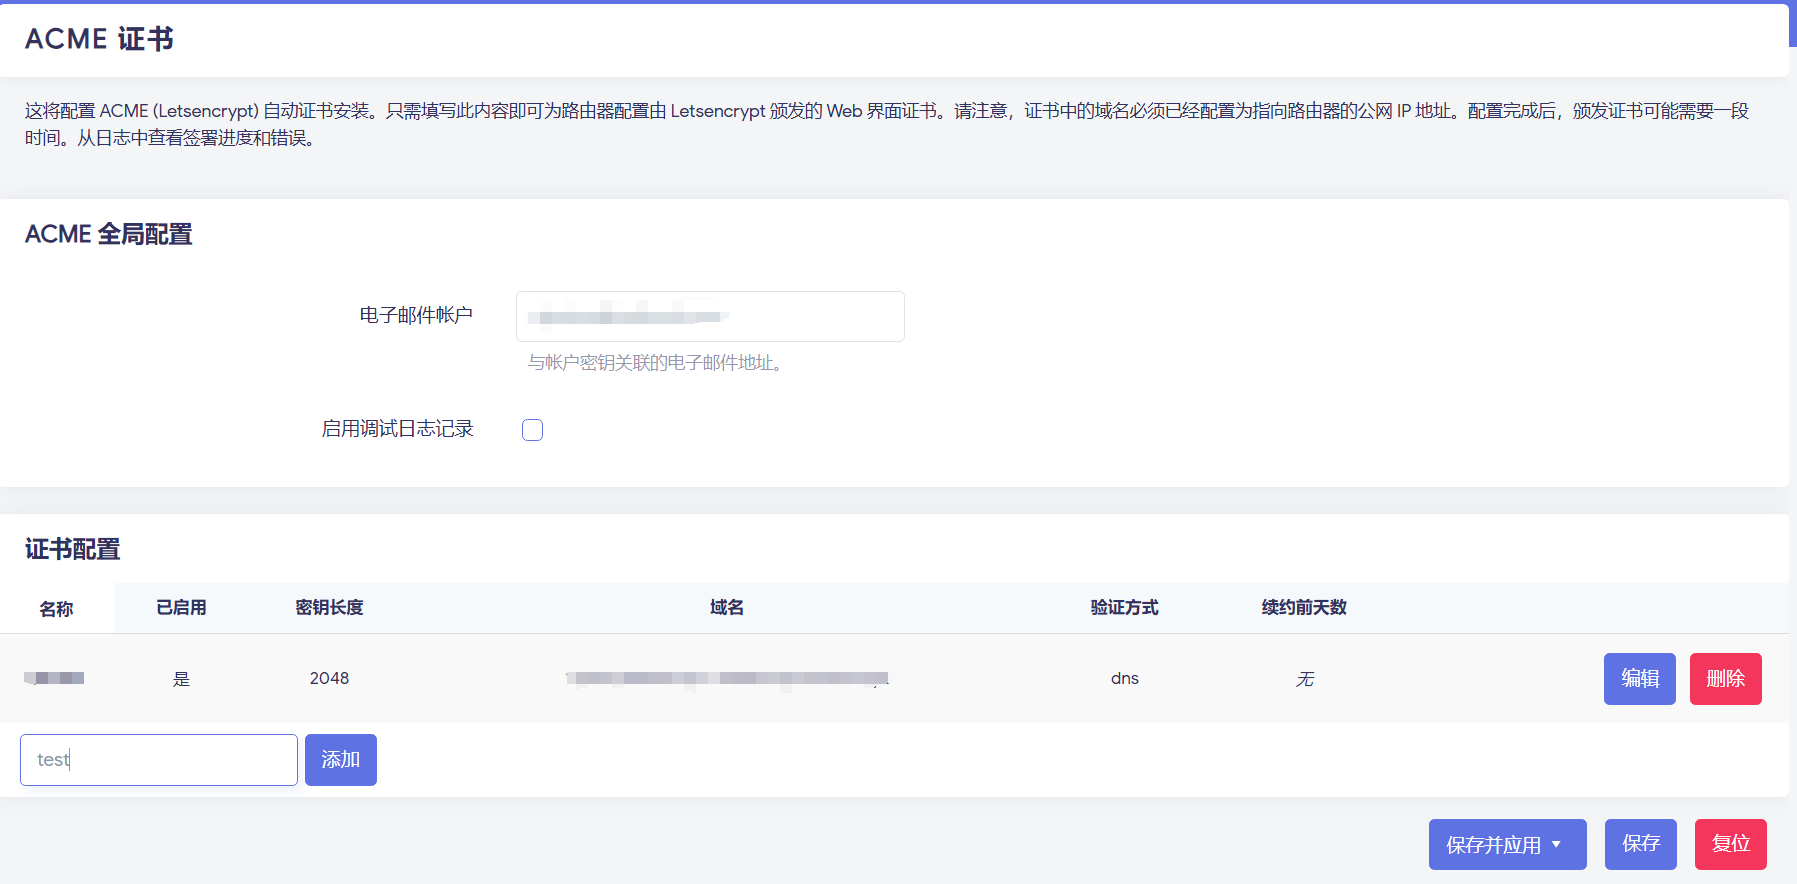 ACME 证书
这将配置 ACME (Letsencrypt) 自动证书安装。只需填写此内容即可为路由器配置由 Letsencrypt 颁发的 Web 界面证书。请注意，证书中的域名必须已经配置为指向路由器的公网 IP 地址。配置完成后，颁发证书可能需要一段
时间。从日志中查看签署进度和错误。
ACME 全局配置
电子邮件帐户
与帐户密钥关联的电子邮件地址。
启用调试日志记录
证书配置
名称 已启用 密钥长度 域名 验证方式 续约前天数
是 2048 dns 无 编辑 删除
test 添加
保存并应用 保存 复位